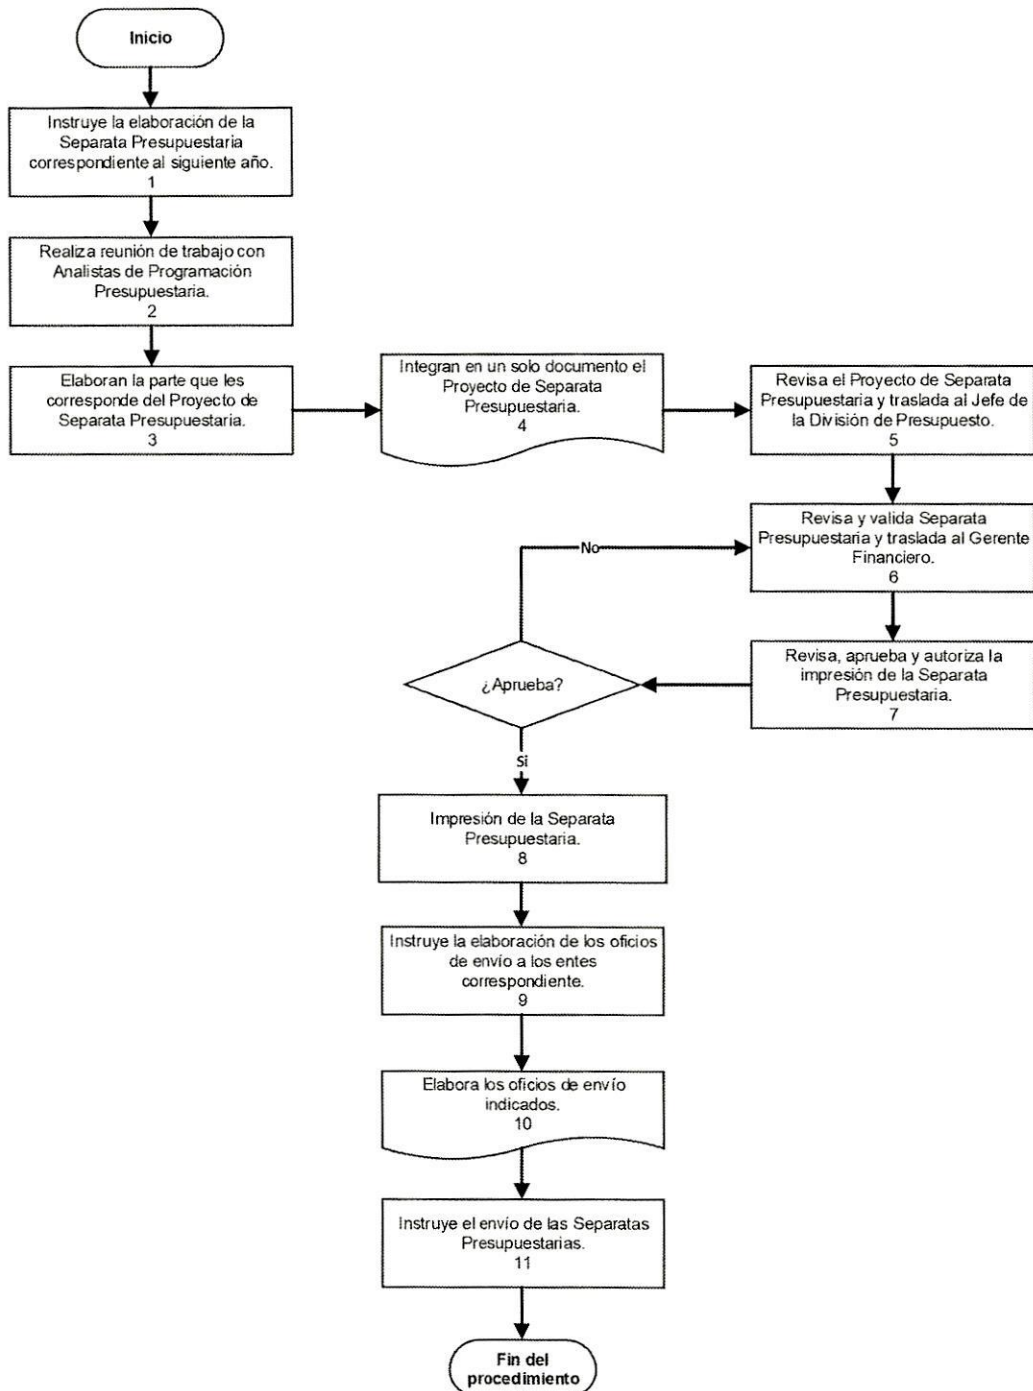 Inicio
Instruye la elaboración de la
Separata Presupuestaria
correspondiente al siguiente año.
1
Realiza reunión de trabajo con
Analistas de Programación
Presupuestaria.
2
Elaboran la parte que les
corresponde del Proyecto de
Separata Presupuestaria.
3
Integran en un solo documento el
Proyecto de Separata
Presupuestaria.
4
Revisa el Proyecto de Separata
Presupuestaria y traslada al Jefe de
la División de Presupuesto.
5
Revisa y valida Separata
Presupuestaria y traslada al Gerente
Financiero.
6
No
Revisa, aprueba y autoriza la
impresión de la Separata
Presupuestaria.
7
¿Aprueba?
Si
Impresión de la Separata
Presupuestaria.
8
Instruye la elaboración de los oficios
de envío a los entes
correspondiente.
9
Elabora los oficios de envío
indicados.
10
Instruye el envío de las Separatas
Presupuestarias.
11
Fin del
procedimiento